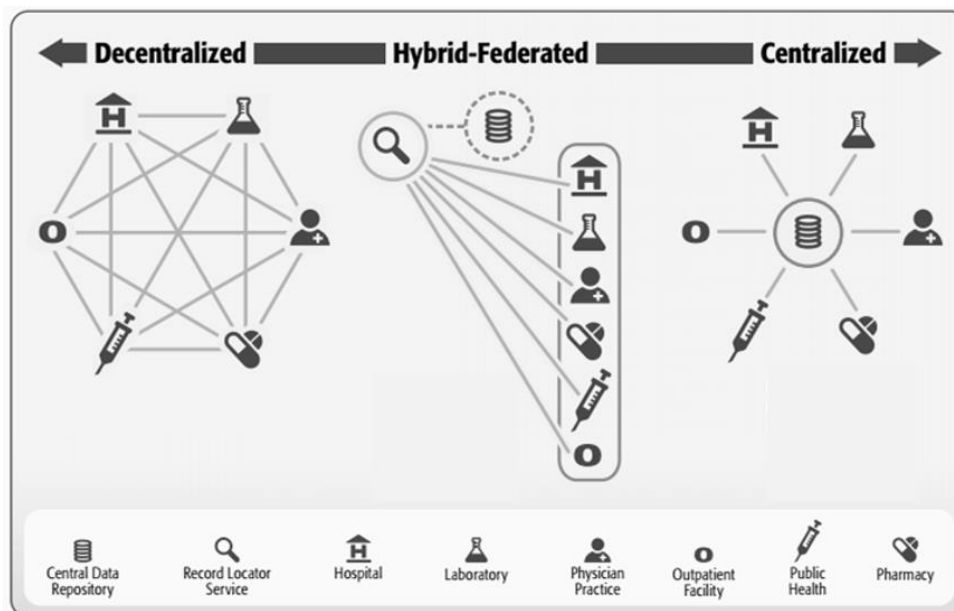 Decentralized Hybrid-Federated Centralized
H
H
H
O
O
O
Central Data
Repository
Record Locator
Service
H
Hospital
Laboratory
Physician
Practice
O
Outpatient
Facility
Public
Health
Pharmacy